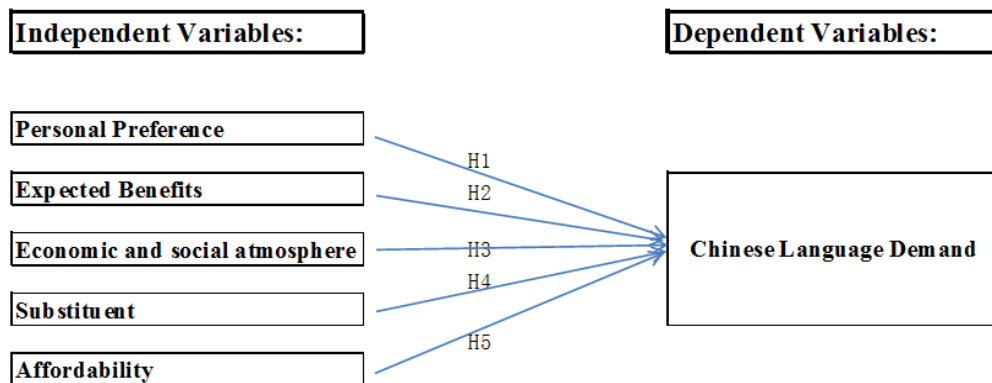 Independent Variables:
Dependent Variables:
Personal Preference
H1
Expected Benefits
H2
Economic and social atmosphere
H3
Chinese Language Demand
H4
Substituent
H5
Affordability